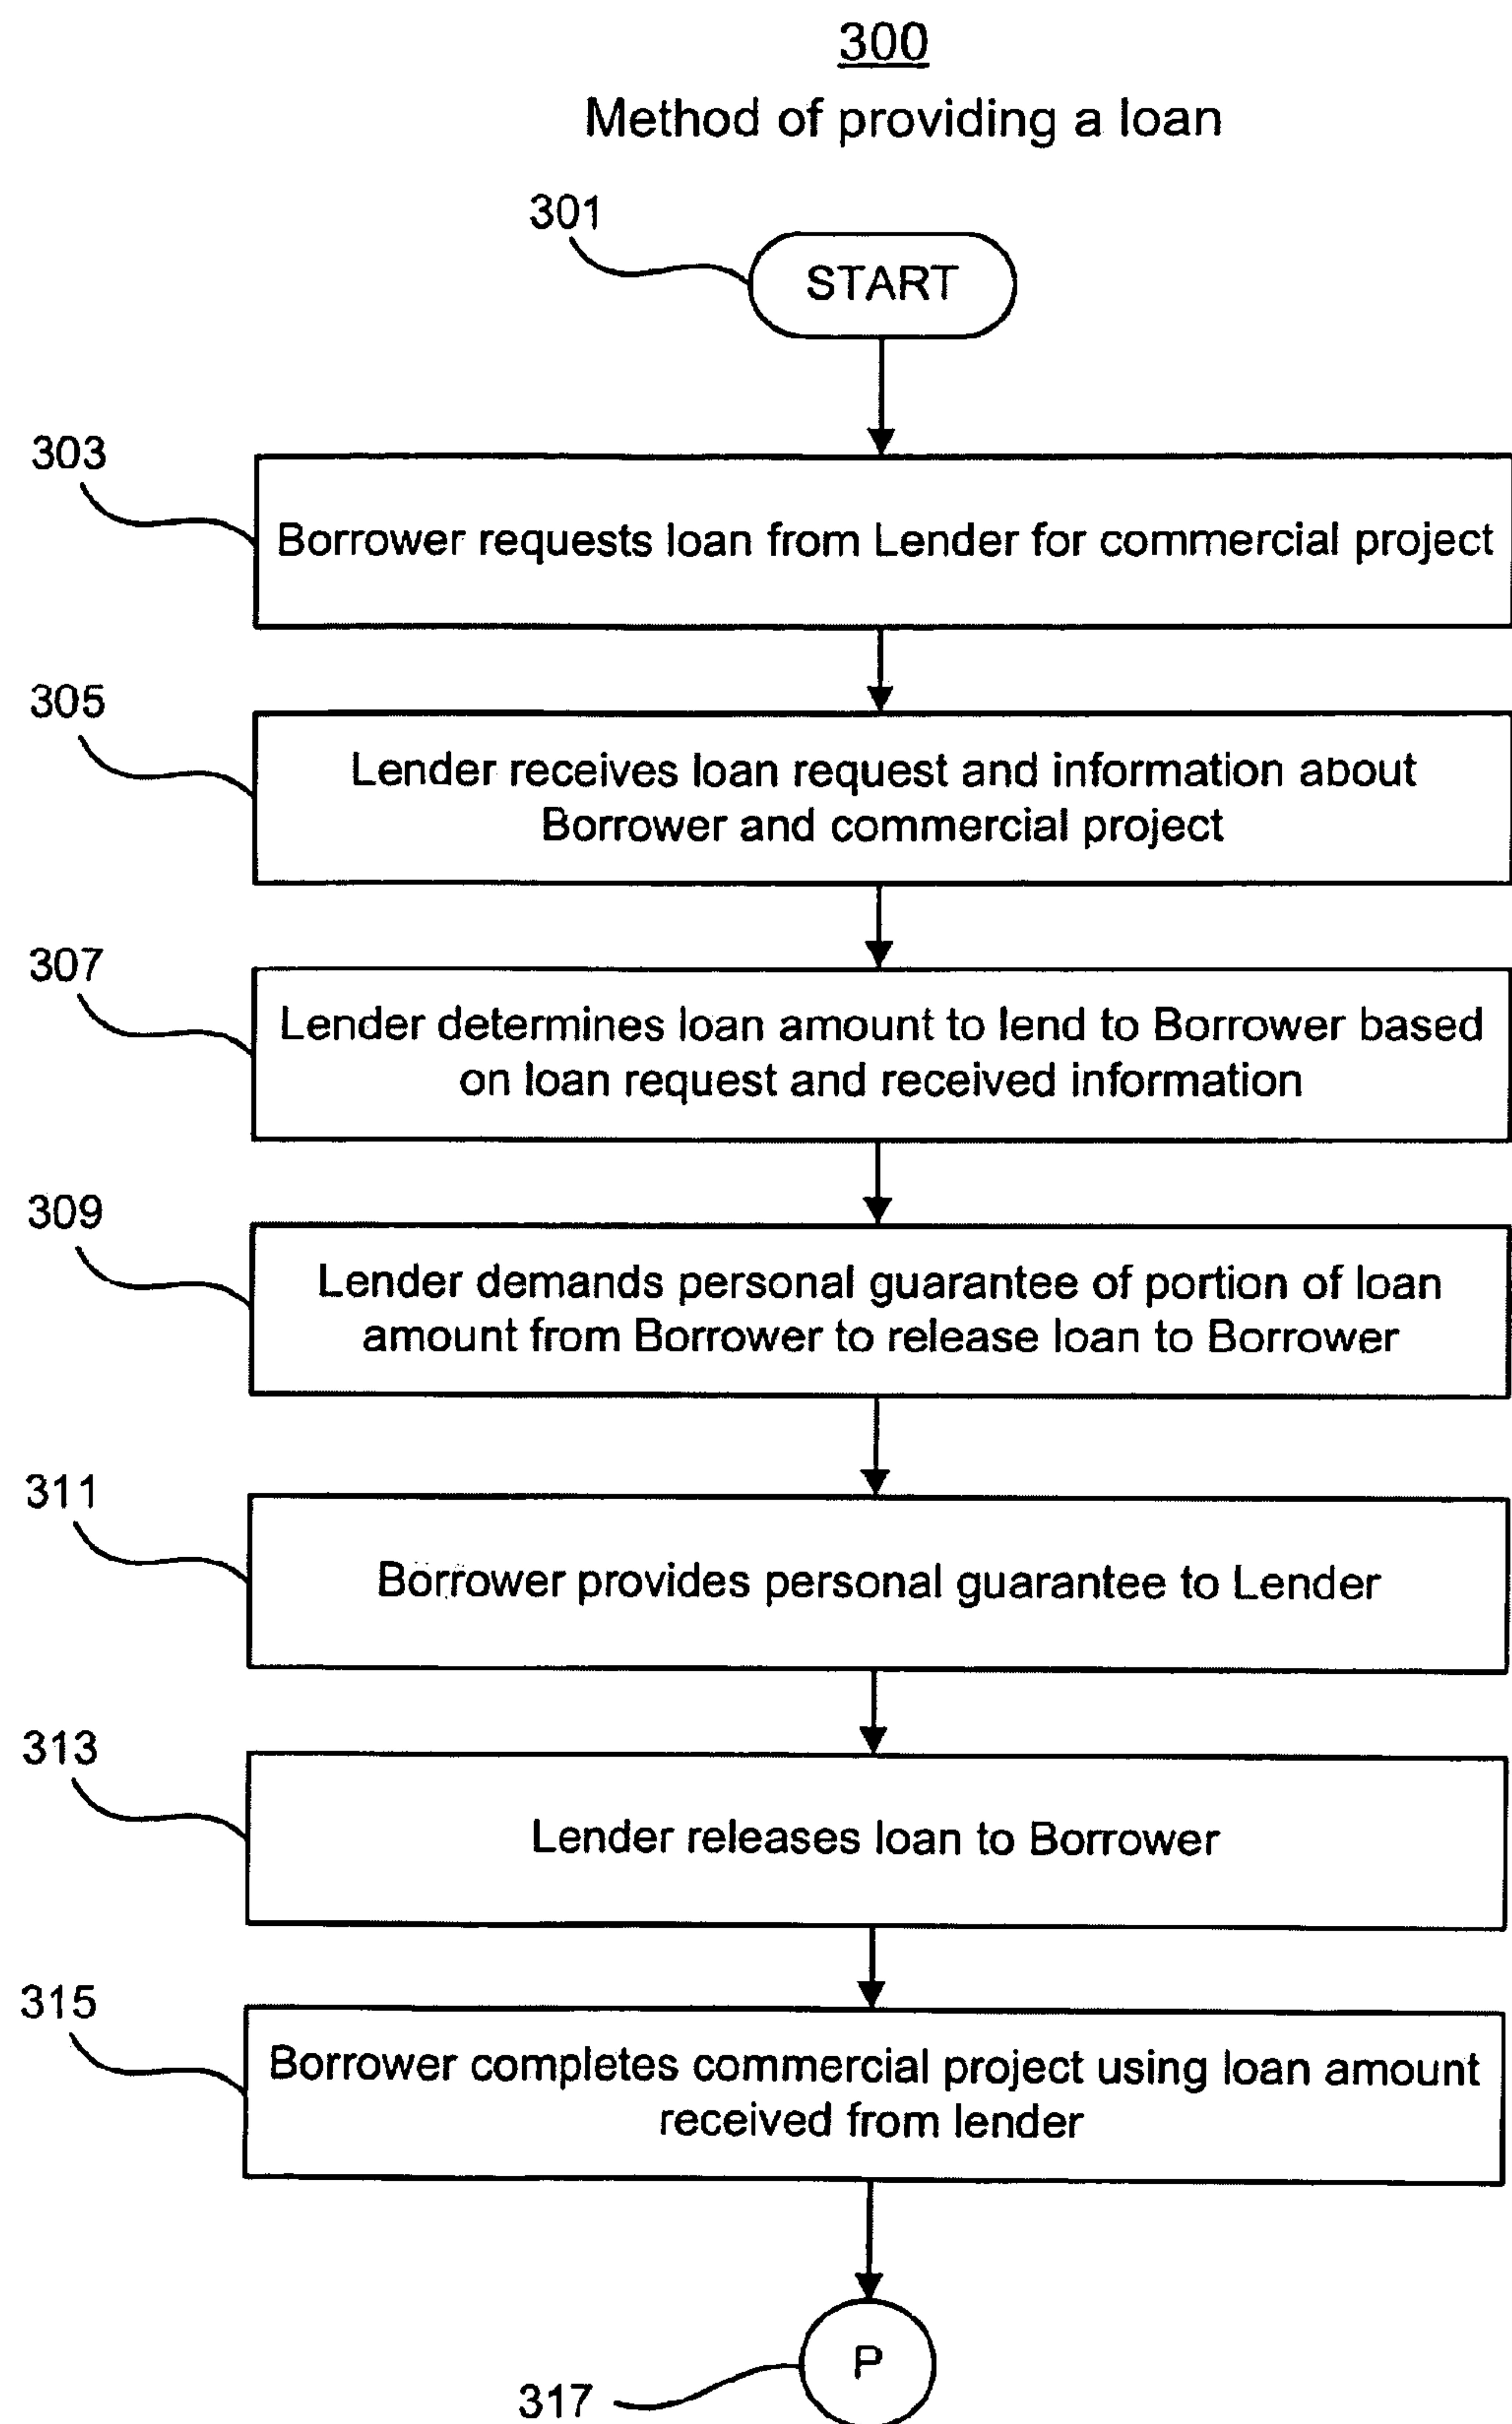 300
Method of providing a loan
301
START
303
Borrower requests loan from Lender for commercial project
305
Lender receives loan request and information about
Borrower and commercial project
307
Lender determines loan amount to lend to Borrower based
on loan request and received information
309
Lender demands personal guarantee of portion of loan
amount from Borrower to release loan to Borrower
311
Borrower provides personal guarantee to Lender
313
Lender releases loan to Borrower
315
Borrower completes commercial project using loan amount
received from lender
P
317